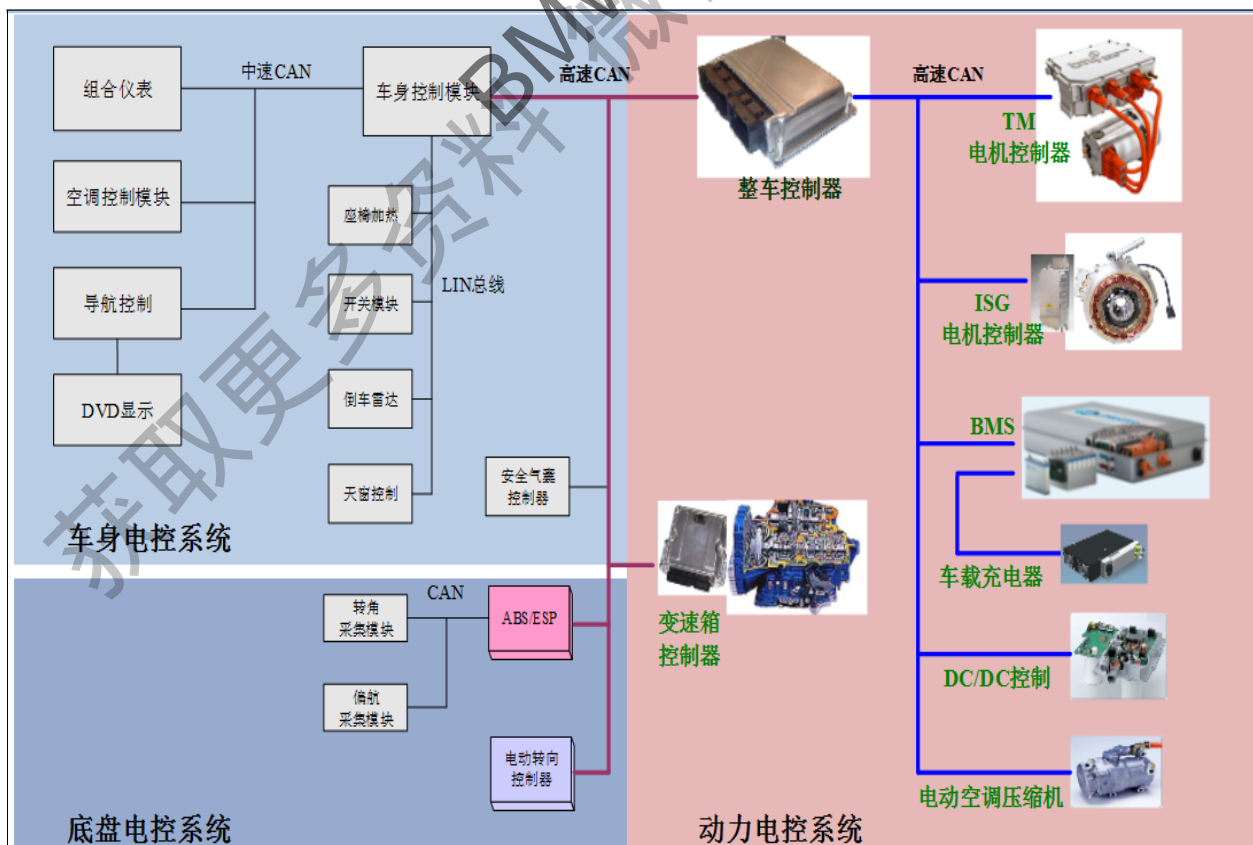 组合仪表
中速CAN
车身控制模块
空调控制模块
导航控制
DVD显示
座椅加热
开关模块
LIN总线
倒车雷达
天窗控制
安全气囊
控制器
车身电控系统
转角
采集模块
CAN
ABS/ESP
偏航
采集模块
电动转向
控制器
底盘电控系统
高速CAN
整车控制器
高速CAN
TM
电机控制器
ISG
电机控制器
BMS
车载充电器
变速箱
控制器
DC/DC控制
电动空调压缩机
动力电控系统
获取更多资料